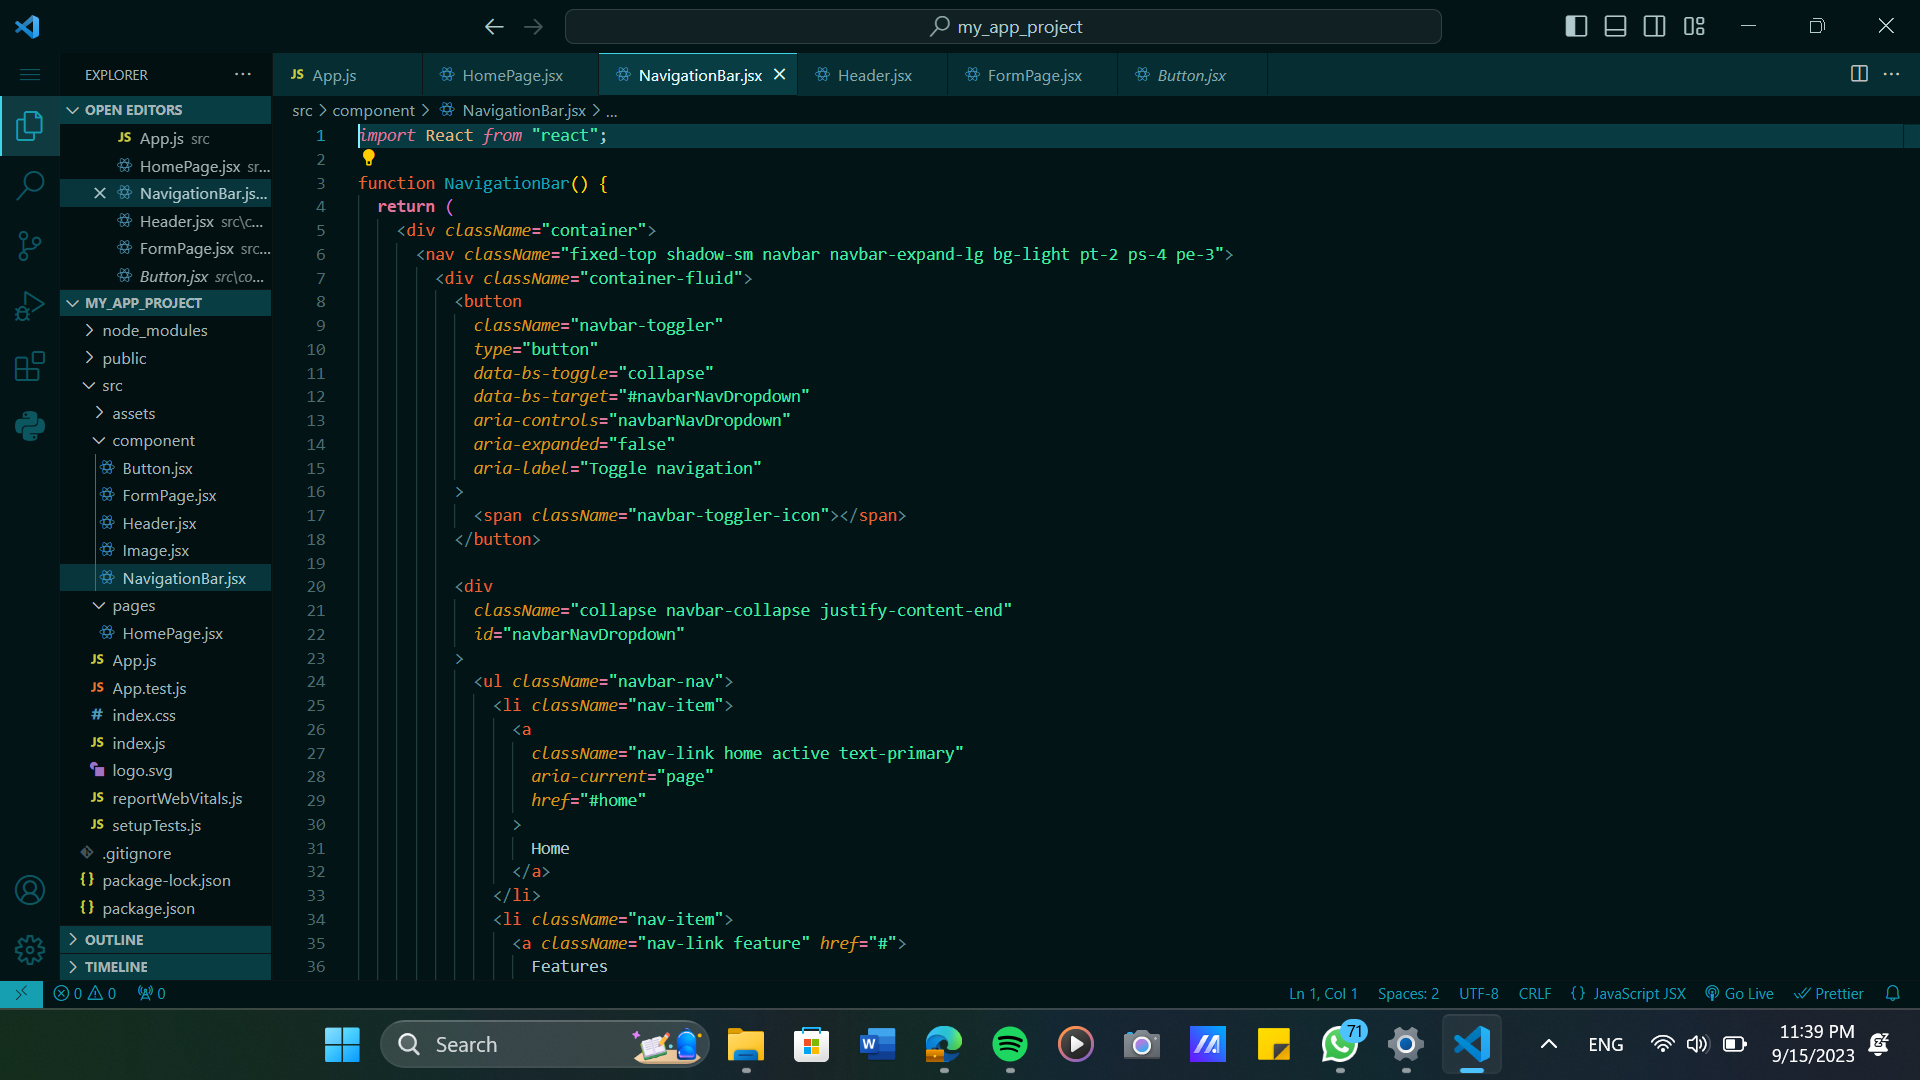 my_app_project
EXPLORER
JS App.js
HomePage.jsx
NavigationBar.jsx
Header.jsx
FormPage.jsx
Button.jsx
OPEN EDITORS
JS App.js src
HomePage.jsx sr...
NavigationBar.js...
Header.jsx src\c...
FormPage.jsx src...
Button.jsx src\co...
MY_APP_PROJECT
node_modules
public
src
assets
component
Button.jsx
FormPage.jsx
Header.jsx
Image.jsx
NavigationBar.jsx
pages
HomePage.jsx
JS App.js
JS App.test.js
# index.css
JS index.js
logo.svg
JS reportWebVitals.js
JS setupTests.js
.gitignore
{} package-lock.json
{} package.json
OUTLINE
TIMELINE
src > component > NavigationBar.jsx > ...
1 import React from "react";
2
3 function NavigationBar() {
4 return (
5 <div className="container">
6 <nav className="fixed-top shadow-sm navbar navbar-expand-lg bg-light pt-2 ps-4 pe-3">
7 <div className="container-fluid">
8 <button
9 className="navbar-toggler"
10 type="button"
11 data-bs-toggle="collapse"
12 data-bs-target="#navbarNavDropdown"
13 aria-controls="navbarNavDropdown"
14 aria-expanded="false"
15 aria-label="Toggle navigation"
16 >
17 <span className="navbar-toggler-icon"></span>
18 </button>
19
20 <div
21 className="collapse navbar-collapse justify-content-end"
22 id="navbarNavDropdown"
23 >
24 <ul className="navbar-nav">
25 <li className="nav-item">
26 <a
27 className="nav-link home active text-primary"
28 aria-current="page"
29 href="#home"
30 >
31 Home
32 </a>
33 </li>
34 <li className="nav-item">
35 <a className="nav-link feature" href="#">
36 Features
0 0 0
Ln 1, Col 1 Spaces: 2 UTF-8 CRLF {} JavaScript JSX Go Live Prettier
Search
W
71
ENG
11:39 PM
9/15/2023